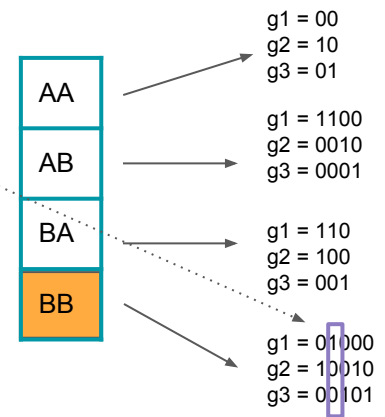 AA
AB
BA
BB
g1 = 00
g2 = 10
g3 = 01
g1 = 1100
g2 = 0010
g3 = 0001
g1 = 110
g2 = 100
g3 = 001
g1 = 01000
g2 = 10010
g3 = 00101